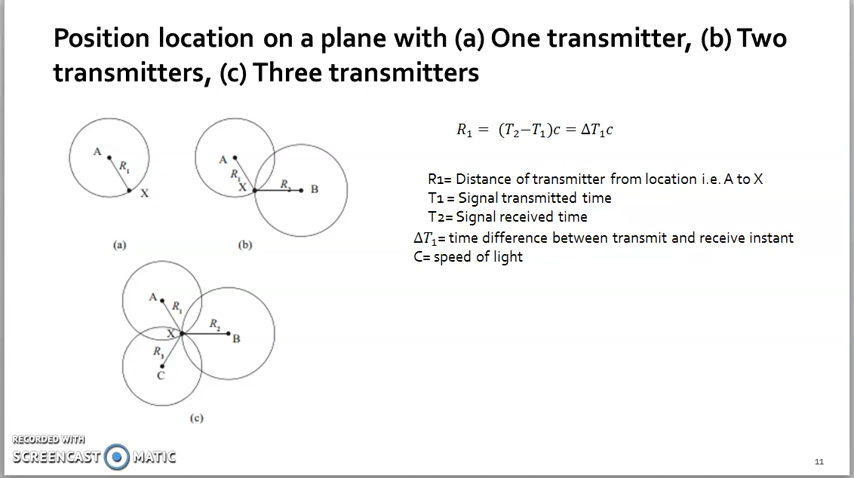 Position location on a plane with (a) One transmitter, (b) Two
transmitters, (c) Three transmitters
A
R₁
X
(a)
A
R₁
X
R₂
B
(b)
A
R₁
X
R₂
B
R₃
C
(c)
R₁ = (T₂−T₁)c = ΔT₁c
R1= Distance of transmitter from location i.e. A to X
T1 = Signal transmitted time
T2= Signal received time
ΔT₁= time difference between transmit and receive instant
C= speed of light
RECORDED WITH
SCREENCAST MATIC
11